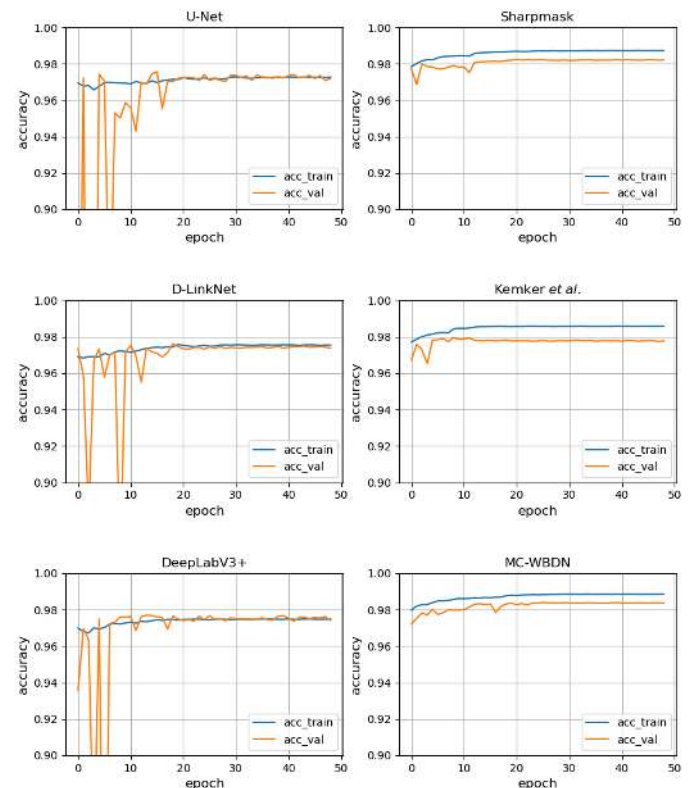 U-Net
1.00
0.98
0.96
0.94
0.92
0.90
accuracy
acc_train
acc_val
0 10 20 30 40 50
epoch
Sharpmask
1.00
0.98
0.96
0.94
0.92
0.90
accuracy
acc_train
acc_val
0 10 20 30 40 50
epoch
D-LinkNet
1.00
0.98
0.96
0.94
0.92
0.90
accuracy
acc_train
acc_val
0 10 20 30 40 50
epoch
Kemker et al.
1.00
0.98
0.96
0.94
0.92
0.90
accuracy
acc_train
acc_val
0 10 20 30 40 50
epoch
DeepLabV3+
1.00
0.98
0.96
0.94
0.92
0.90
accuracy
acc_train
acc_val
0 10 20 30 40 50
epoch
MC-WBDN
1.00
0.98
0.96
0.94
0.92
0.90
accuracy
acc_train
acc_val
0 10 20 30 40 50
epoch